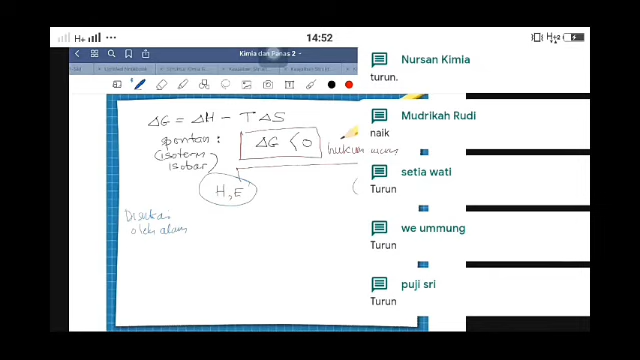 14:52
Kimia dan Panas 2
ΔG = ΔH - TΔS
spontan :
ΔG < 0
(isoterm
isobar
hukum
H, E
Disukai
oleh alam
Nursan Kimia
turun.
Mudrikah Rudi
naik
setia wati
Turun
we ummung
Turun
puji sri
Turun